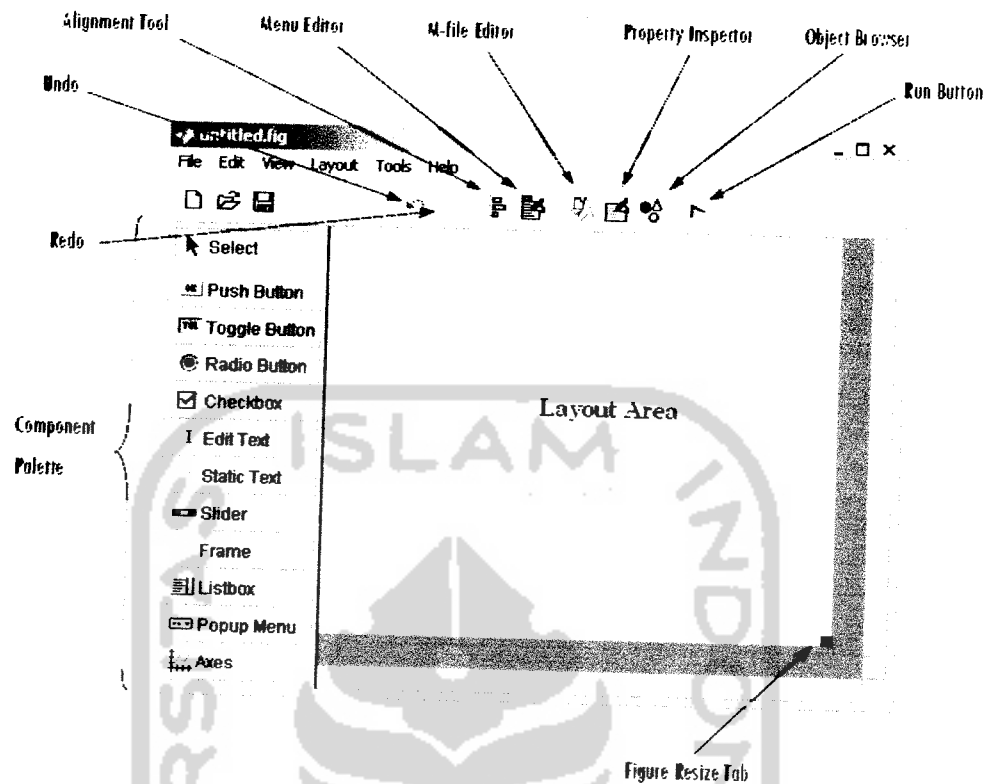 Alignment Tool
Menu Editor
M-file Editor
Property Inspector
Object Browser
Undo
Run Button
untitled.fig
File Edit View Layout Tools Help
Redo
Select
Push Button
Toggle Button
Radio Button
Checkbox
Layout Area
Component
Palette
Edit Text
Static Text
Slider
Frame
Listbox
Popup Menu
Axes
Figure Resize Tab
ISLAM